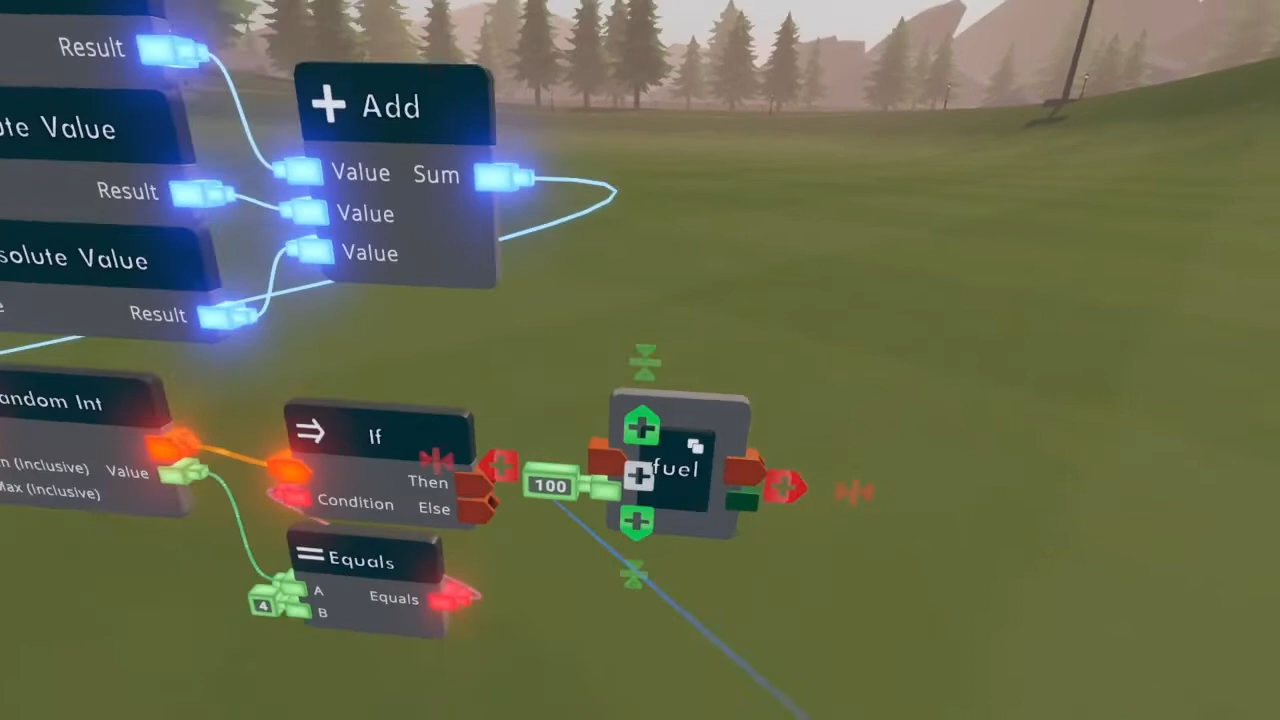 Result
Add
ute Value
Value Sum
Result
Value
solute Value
Value
e
Result
andom Int
If
n (Inclusive) Value
Max (Inclusive)
Then
Condition Else
100
fuel
Equals
A
Equals
4
B